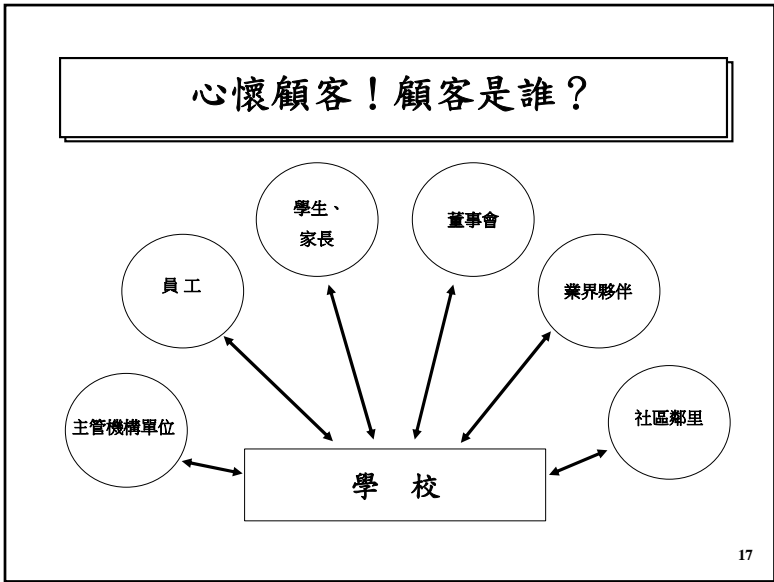 心懷顧客！顧客是誰？
學生、
家長
董事會
員 工
業界夥伴
主管機構單位
社區鄰里
學 校
17